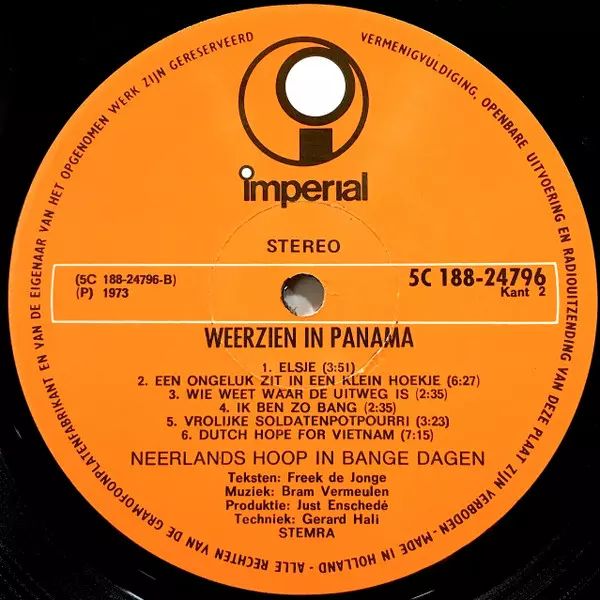 imperial
STEREO
(5C 188-24796-B)
(P) 1973
5C 188-24796
Kant 2
WEERZIEN IN PANAMA
1. ELSJE (3:51)
2. EEN ONGELUK ZIT IN EEN KLEIN HOEKJE (6:27)
3. WIE WEET WAAR DE UITWEG IS (2:35)
4. IK BEN ZO BANG (2:35)
5. VROLIJKE SOLDATENPOTPOURRI (3:23)
6. DUTCH HOPE FOR VIETNAM (7:15)
NEERLANDS HOOP IN BANGE DAGEN
Teksten: Freek de Jonge
Muziek: Bram Vermeulen
Produktie: Just Enschedé
Techniek: Gerard Hali
STEMRA
VERMENIGVULDIGING, OPENBARE UITVOERING EN RADIOUITZENDING VAN DEZE PLAAT ZIJN VERBODEN - MADE IN HOLLAND - ALLE RECHTEN VAN DE GRAMOFOONPLATENFABRIKANT EN VAN DE EIGENAAR VAN HET OPGENOMEN WERK ZIJN GERESERVEERD